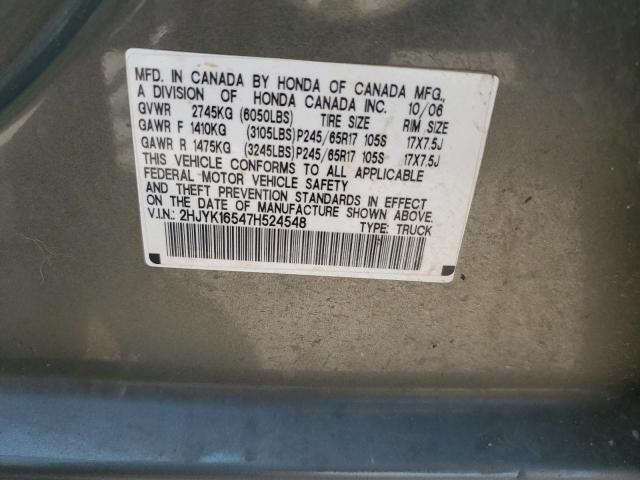 MFD. IN CANADA BY HONDA OF CANADA MFG.,
A DIVISION OF HONDA CANADA INC. 10/06
GVWR 2745KG (6050LBS) TIRE SIZE RIM SIZE
GAWR F 1410KG (3105LBS) P245/65R17 105S 17X7.5J
GAWR R 1475KG (3245LBS) P245/65R17 105S 17X7.5J
THIS VEHICLE CONFORMS TO ALL APPLICABLE
FEDERAL MOTOR VEHICLE SAFETY
AND THEFT PREVENTION STANDARDS IN EFFECT
ON THE DATE OF MANUFACTURE SHOWN ABOVE.
V.I.N.: 2HJYK16547H524548 TYPE: TRUCK